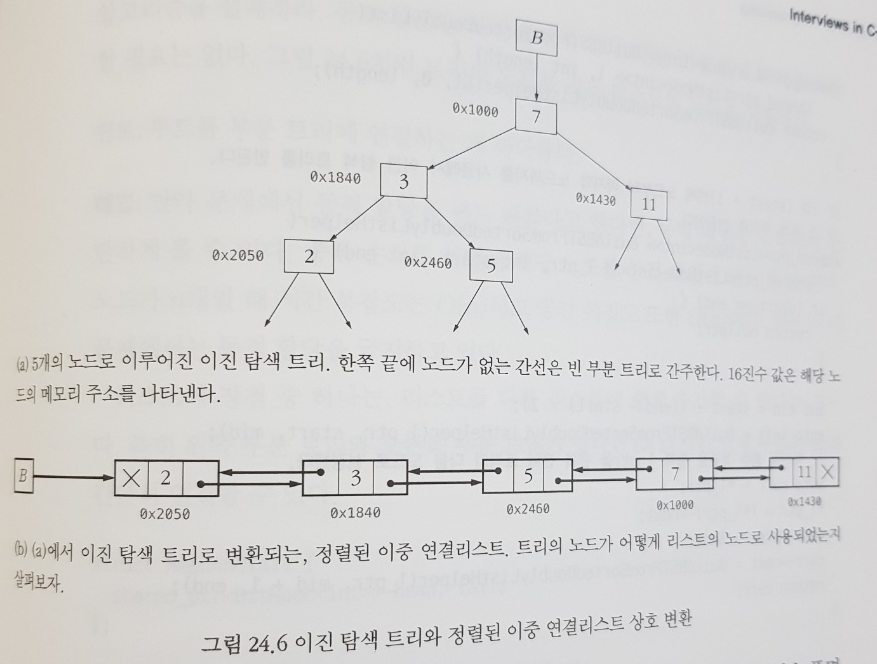 Interviews in C
B
0x1000 7
0x1840 3
0x1430 11
0x2050 2
0x2460 5
(a) 5개의 노드로 이루어진 이진 탐색 트리. 한쪽 끝에 노드가 없는 간선은 빈 부분 트리로 간주한다. 16진수 값은 해당 노
드의 메모리 주소를 나타낸다.
B 2 3 5 7 11
0x2050 0x1840 0x2460 0x1000 0x1430
(b) (a)에서 이진 탐색 트리로 변환되는, 정렬된 이중 연결리스트. 트리의 노드가 어떻게 리스트의 노드로 사용되었는지
살펴보자.
그림 24.6 이진 탐색 트리와 정렬된 이중 연결리스트 상호 변환